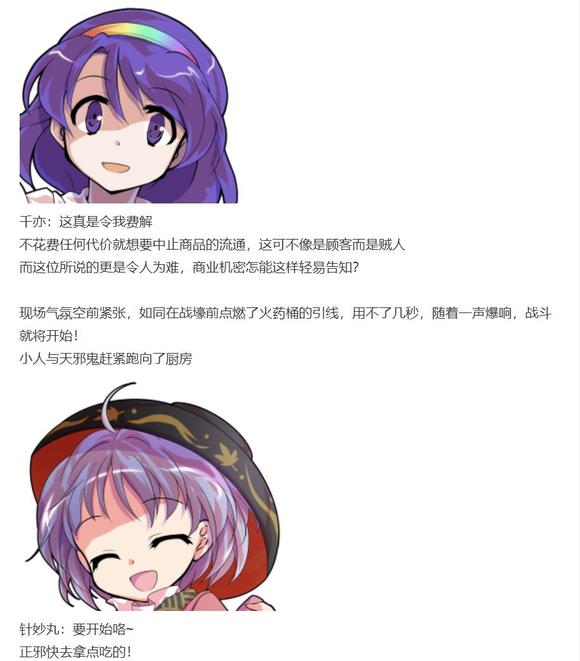 千亦：这真是令我费解
不花费任何代价就想要中止商品的流通，这可不像是顾客而是贼人
而这位所说的更是令人为难，商业机密怎能这样轻易告知？
现场气氛空前紧张，如同在战壕前点燃了火药桶的引线，用不了几秒，随着一声爆响，战斗
就将开始！
小人与天邪鬼赶紧跑向了厨房
针妙丸：要开始咯~
正邪快去拿点吃的！